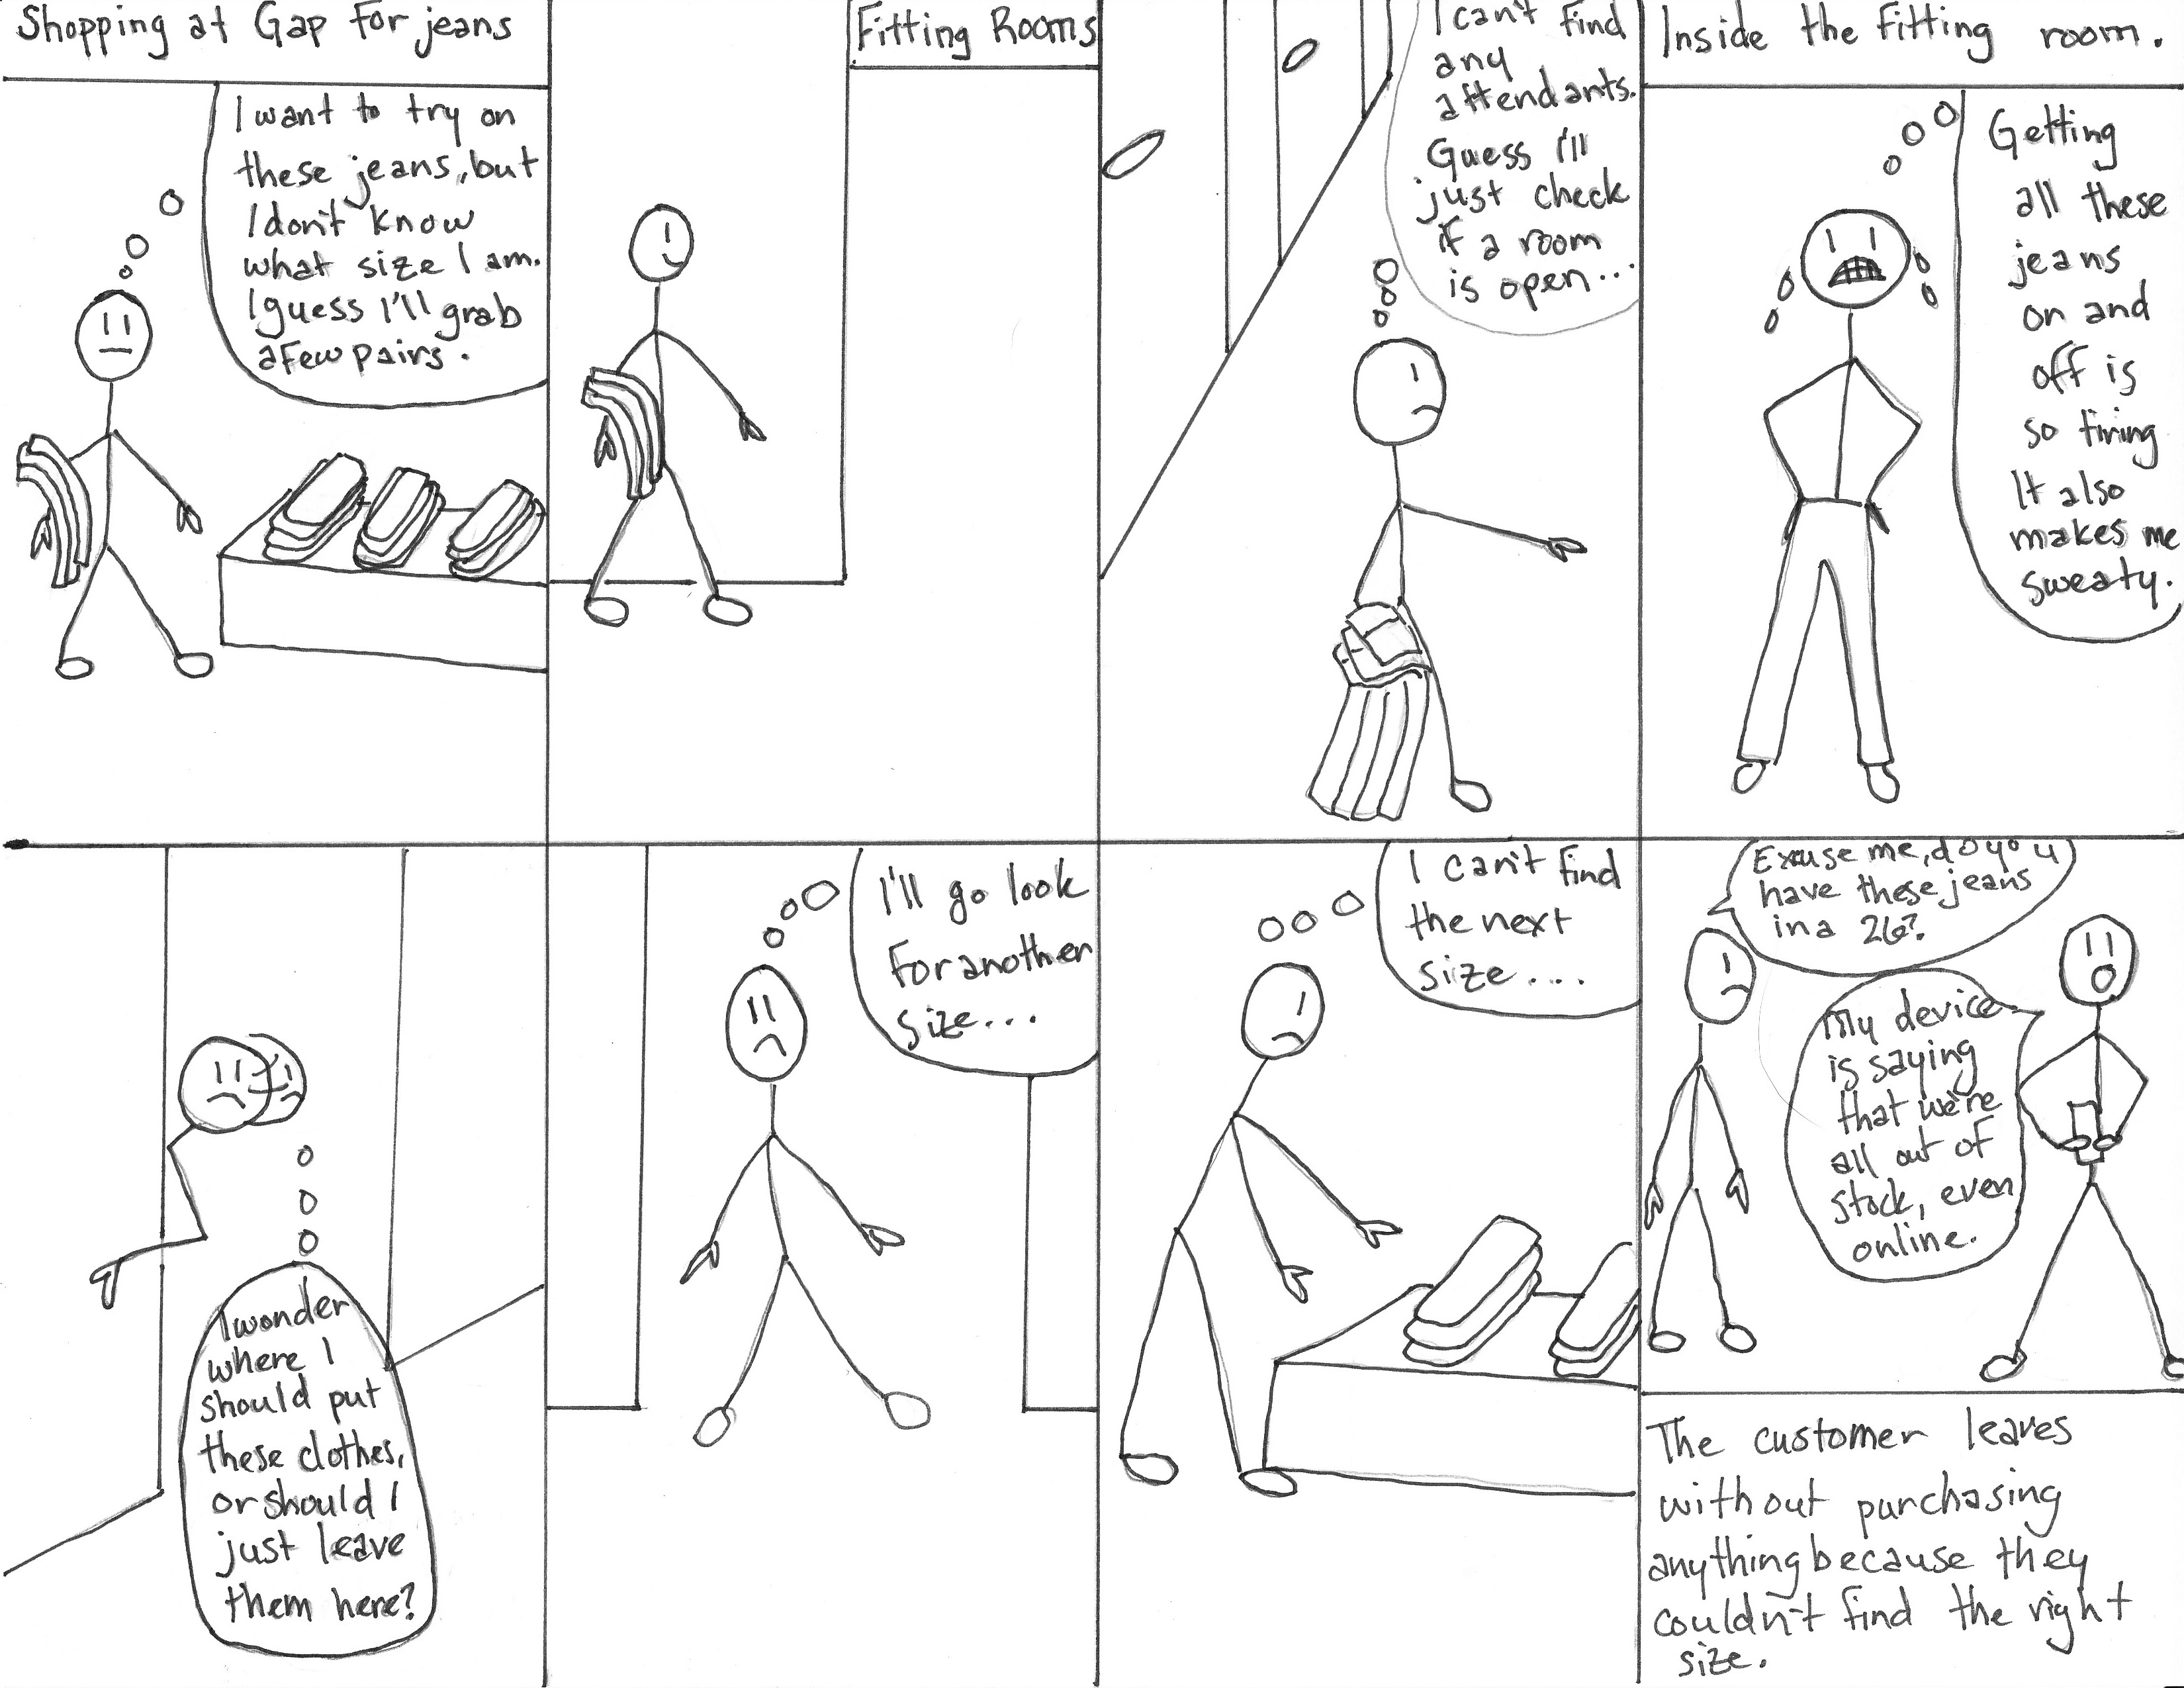 Shopping at Gap for jeans
I want to try on
these jeans, but
I don't know
what size I am.
I guess I'll grab
a few pairs.
Fitting Rooms
I can't find
any
attendants.
Guess I'll
just check
if a room
is open...
Inside the fitting room.
Getting
all these
jeans
on and
off is
so tiring
It also
makes me
sweaty.
I wonder
where I
should put
these clothes,
or should I
just leave
them here?
I'll go look
for another
size...
I can't find
the next
size....
Excuse me, do you
have these jeans
in a 26?
My device
is saying
that we're
all out of
stock, even
online.
The customer leaves
without purchasing
anything because they
couldn't find the right
size.